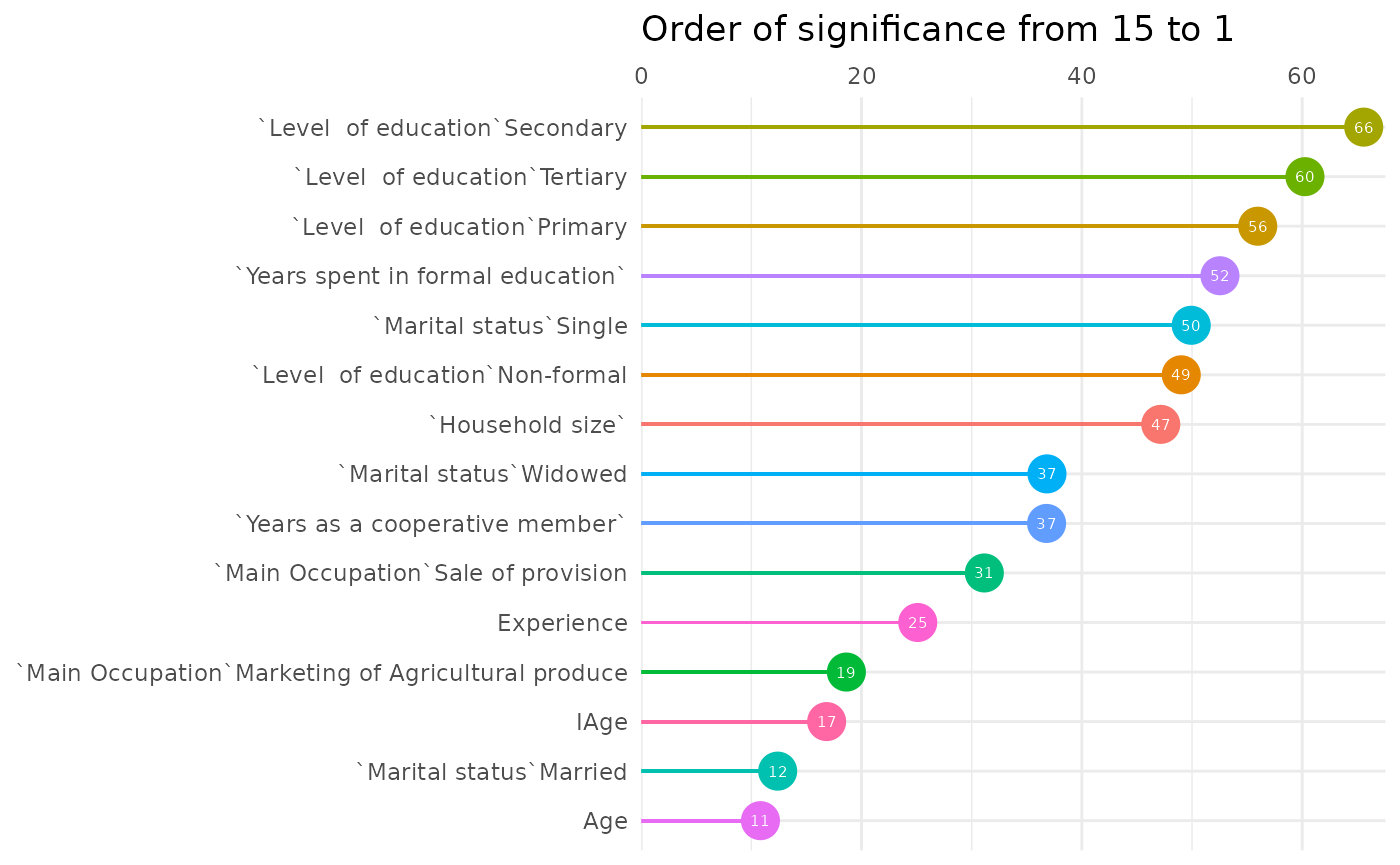 Order of significance from 15 to 1
0 20 40 60
`Level  of education`Secondary 66
`Level  of education`Tertiary 60
`Level  of education`Primary 56
`Years spent in formal education` 52
`Marital status`Single 50
`Level  of education`Non-formal 49
`Household size` 47
`Marital status`Widowed 37
`Years as a cooperative member` 37
`Main Occupation`Sale of provision 31
Experience 25
`Main Occupation`Marketing of Agricultural produce 19
IAge 17
`Marital status`Married 12
Age 11